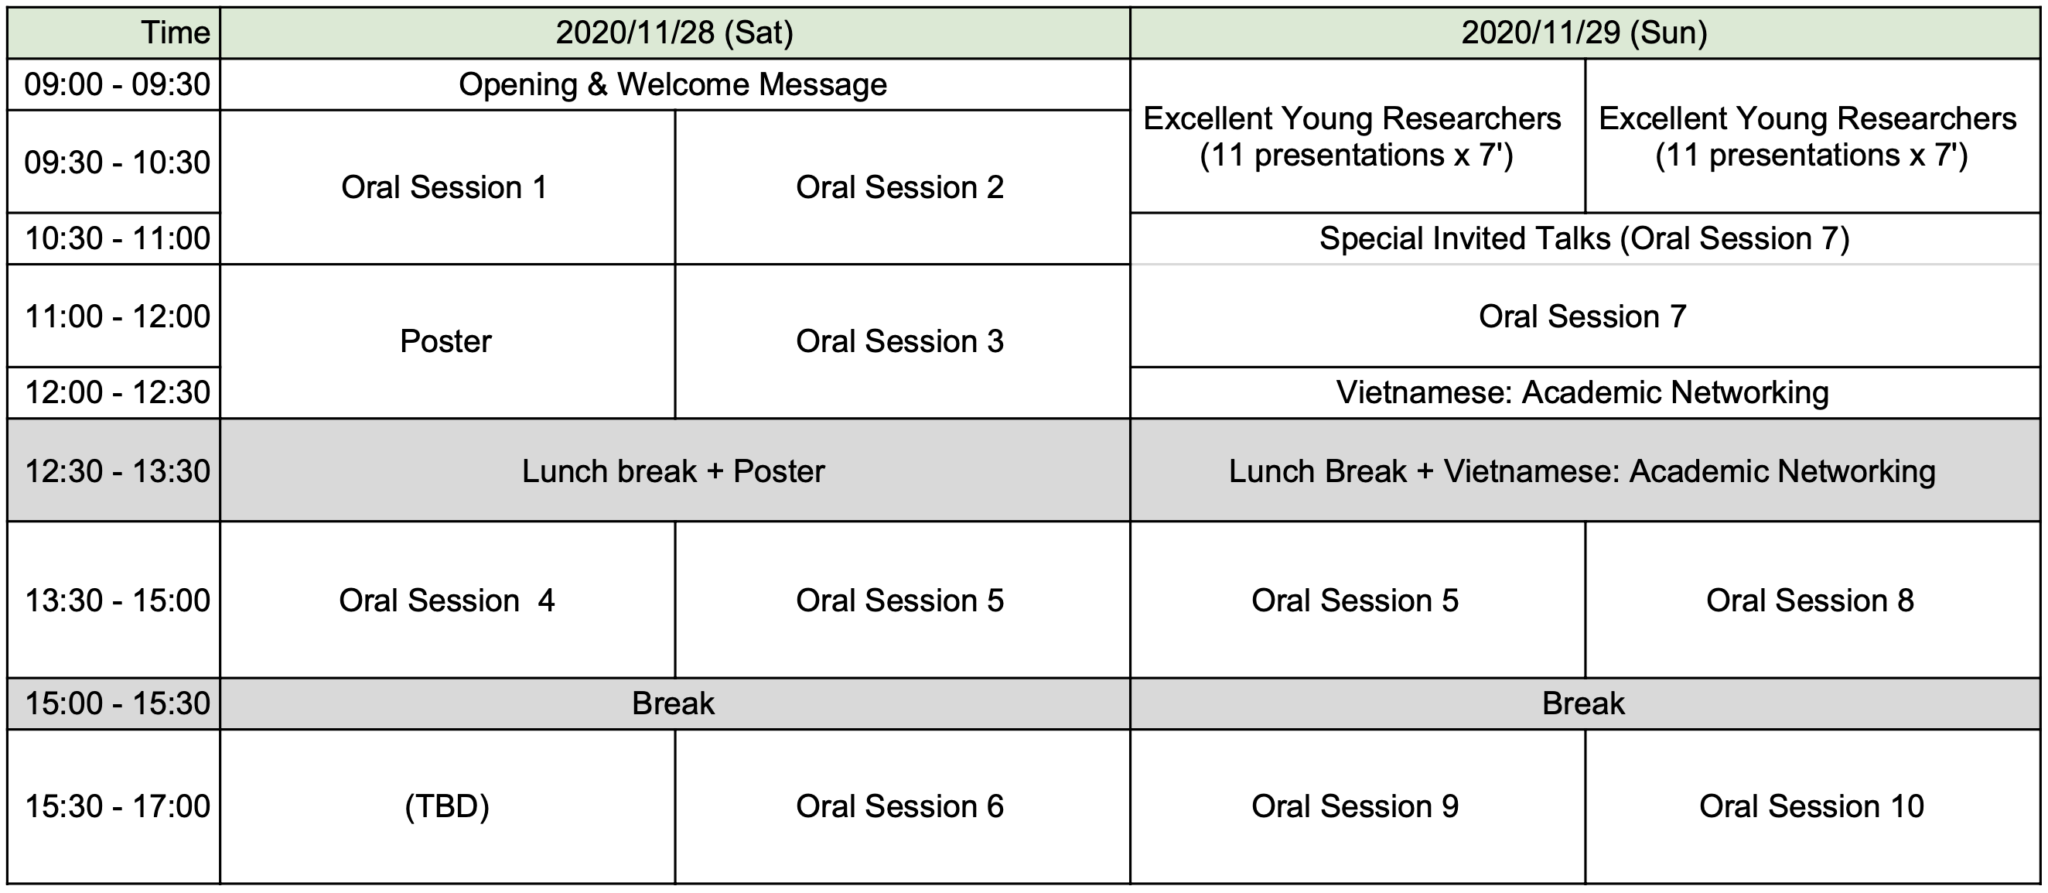 Time 2020/11/28 (Sat) 2020/11/29 (Sun)
09:00 - 09:30 Opening & Welcome Message
Excellent Young Researchers Excellent Young Researchers
(11 presentations x 7') (11 presentations x 7')
09:30 - 10:30 Oral Session 1 Oral Session 2
10:30 - 11:00 Special Invited Talks (Oral Session 7)
11:00 - 12:00 Poster Oral Session 3 Oral Session 7
12:00 - 12:30 Vietnamese: Academic Networking
12:30 - 13:30 Lunch break + Poster Lunch Break + Vietnamese: Academic Networking
13:30 - 15:00 Oral Session 4 Oral Session 5 Oral Session 5 Oral Session 8
15:00 - 15:30 Break Break
15:30 - 17:00 (TBD) Oral Session 6 Oral Session 9 Oral Session 10